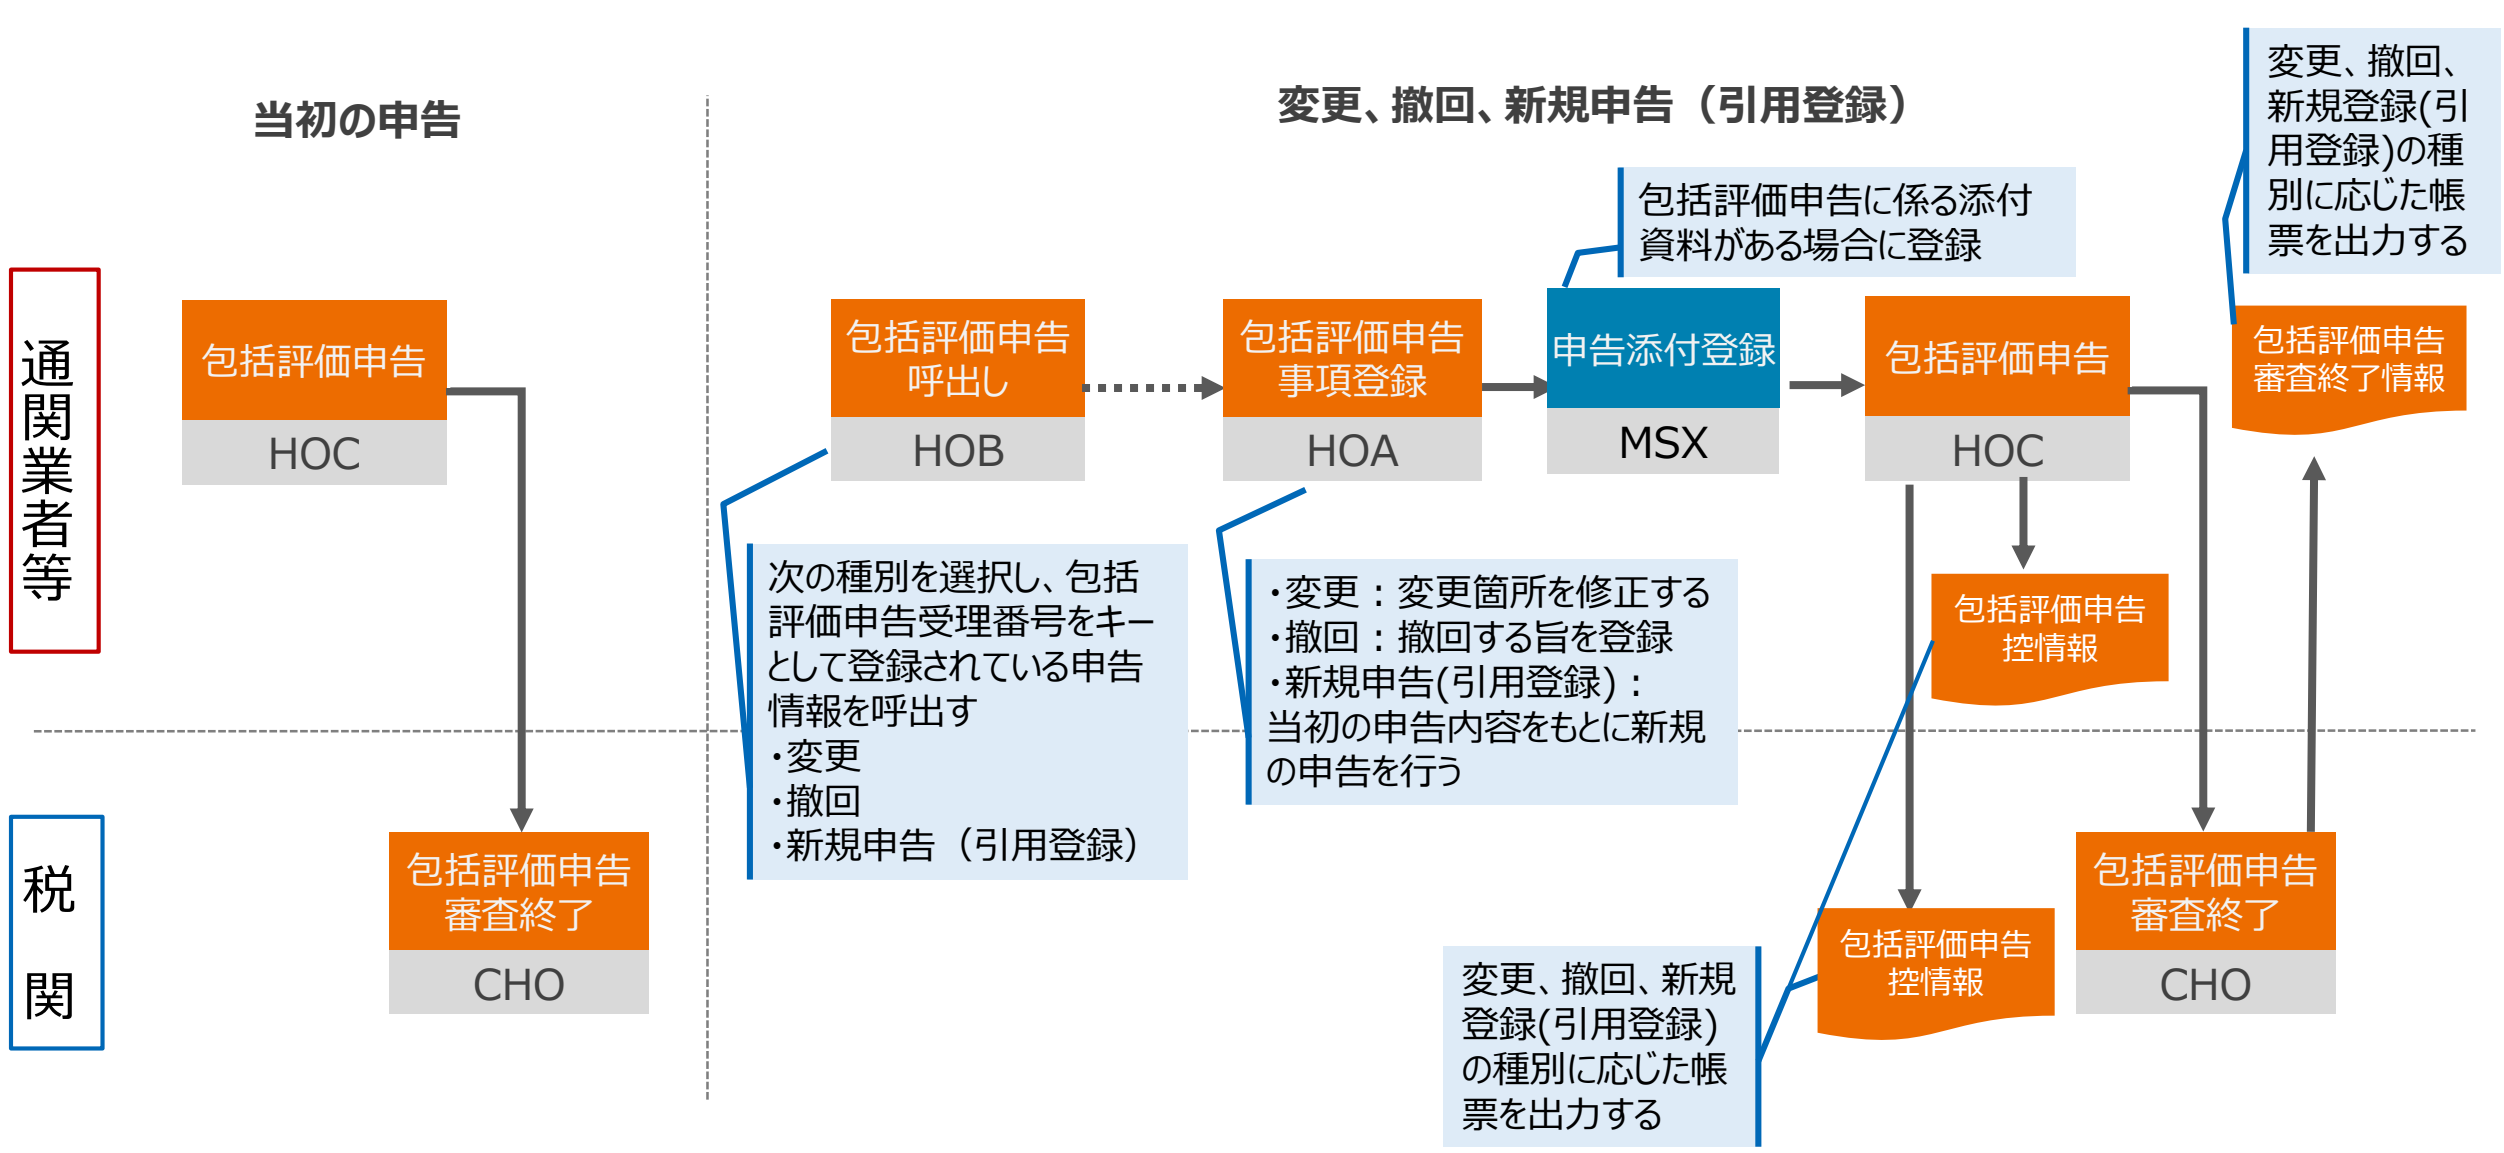 当初の申告
変更、撤回、新規申告（引用登録）
変更、撤回、
新規登録(引
用登録)の種
別に応じた帳
票を出力する
包括評価申告に係る添付
資料がある場合に登録
通関業者等
包括評価申告
HOC
包括評価申告
呼出し
HOB
包括評価申告
事項登録
HOA
申告添付登録
MSX
包括評価申告
HOC
包括評価申告
審査終了情報
次の種別を選択し、包括
評価申告受理番号をキー
として登録されている申告
情報を呼出す
・変更
・撤回
・新規申告（引用登録）
・変更：変更箇所を修正する
・撤回：撤回する旨を登録
・新規申告(引用登録)：
当初の申告内容をもとに新規
の申告を行う
包括評価申告
控情報
税関
包括評価申告
審査終了
CHO
変更、撤回、新規
登録(引用登録)
の種別に応じた帳
票を出力する
包括評価申告
控情報
包括評価申告
審査終了
CHO